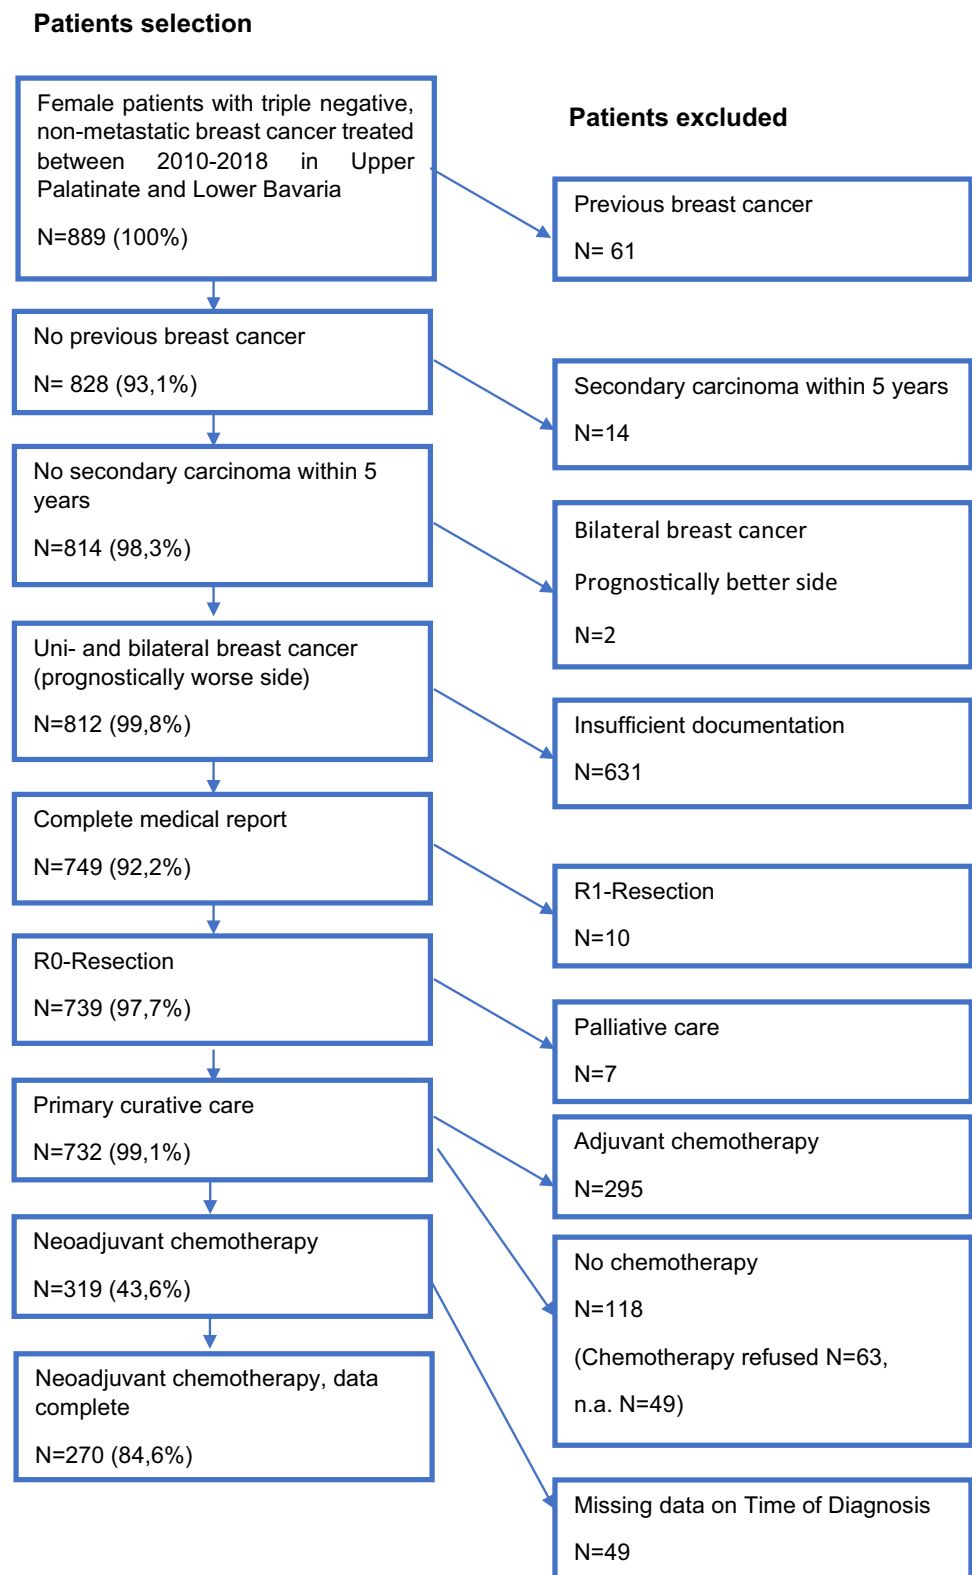 Patients selection
Female patients with triple negative,
non-metastatic breast cancer treated
between 2010-2018 in Upper
Palatinate and Lower Bavaria
N=889 (100%)
Patients excluded
Previous breast cancer
N= 61
No previous breast cancer
N= 828 (93,1%)
Secondary carcinoma within 5 years
N=14
No secondary carcinoma within 5
years
N=814 (98,3%)
Bilateral breast cancer
Prognostically better side
N=2
Uni- and bilateral breast cancer
(prognostically worse side)
N=812 (99,8%)
Insufficient documentation
N=631
Complete medical report
N=749 (92,2%)
R1-Resection
N=10
R0-Resection
N=739 (97,7%)
Palliative care
N=7
Primary curative care
N=732 (99,1%)
Adjuvant chemotherapy
N=295
Neoadjuvant chemotherapy
N=319 (43,6%)
No chemotherapy
N=118
(Chemotherapy refused N=63,
n.a. N=49)
Neoadjuvant chemotherapy, data
complete
N=270 (84,6%)
Missing data on Time of Diagnosis
N=49